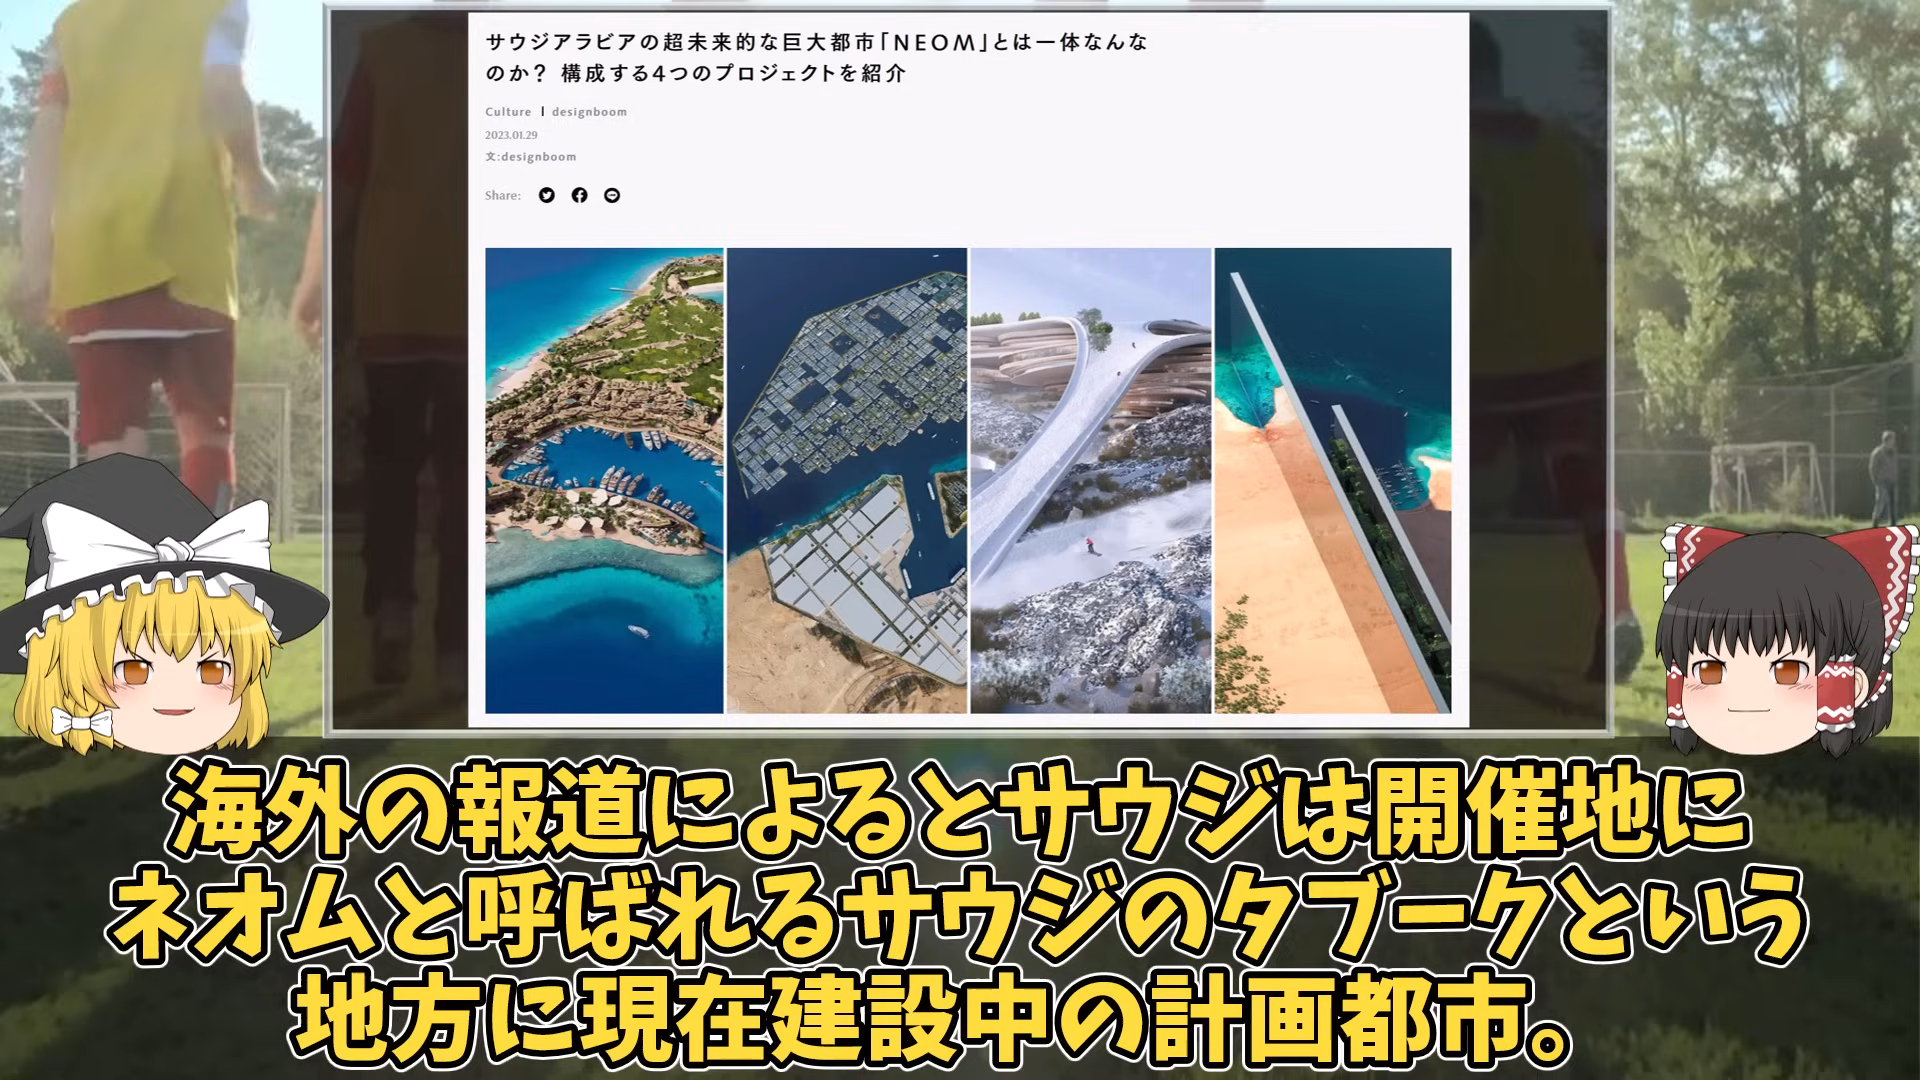 サウジアラビアの超未来的な巨大都市「NEOM」とは一体なんな
のか？ 構成する4つのプロジェクトを紹介
Culture | designboom
2023.01.29
文:designboom
Share:
海外の報道によるとサウジは開催地に
ネオムと呼ばれるサウジのタブークという
地方に現在建設中の計画都市。